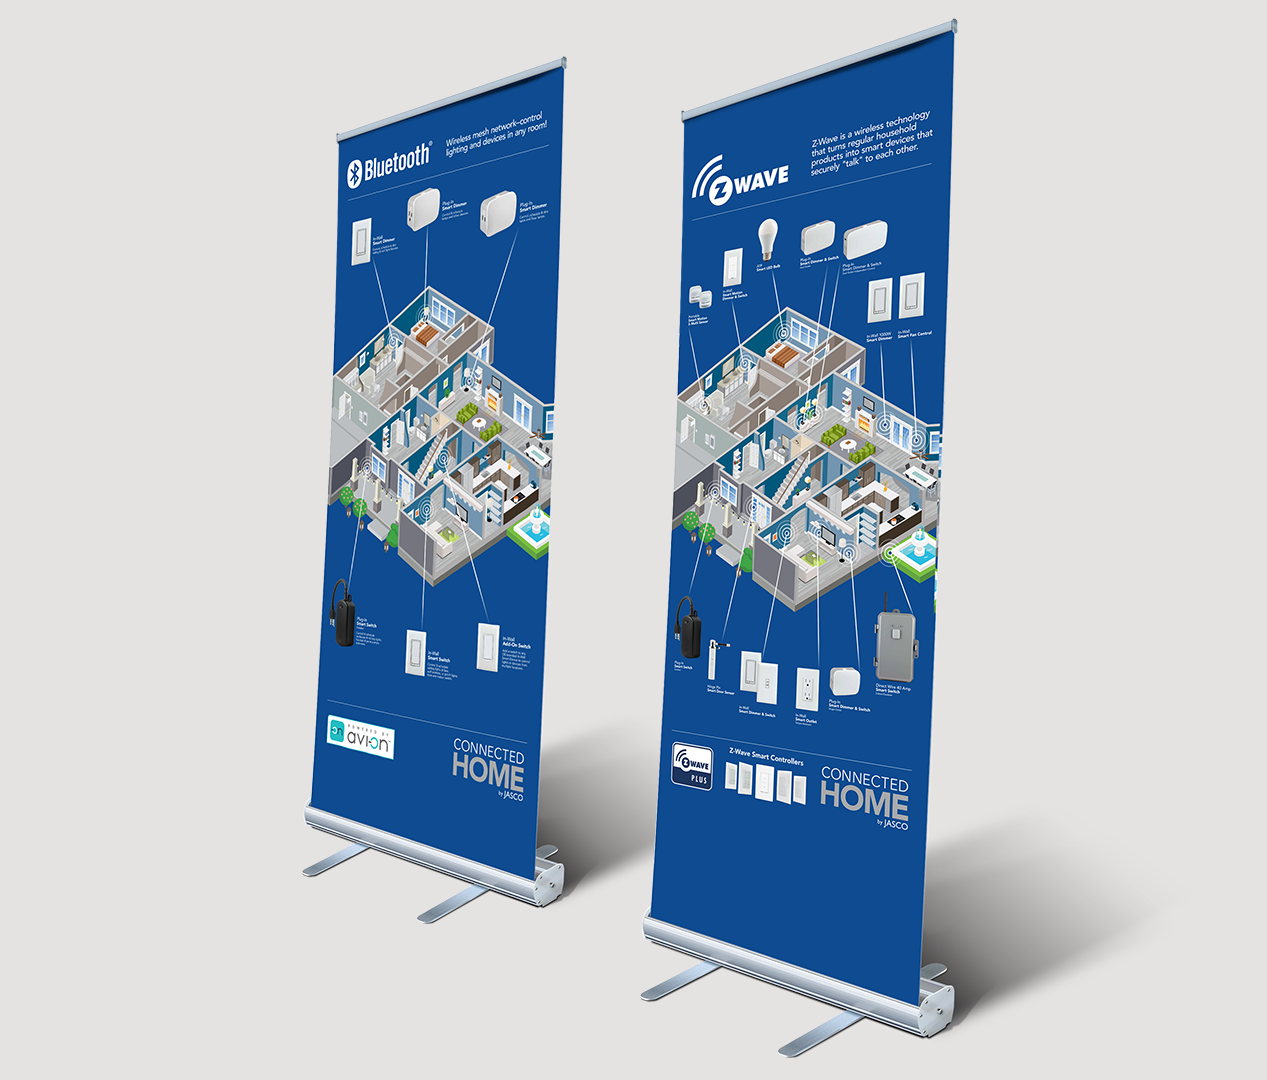 Bluetooth®
Wireless mesh network–control
lighting and devices in any room!
Plug-In
Smart Dimmer
Plug-In
Smart Dimmer
In-Wall
Smart Dimmer
Plug-In
Smart Switch
In-Wall
Smart Switch
In-Wall
Add-On Switch
POWERED BY
avi-on
CONNECTED
HOME
by JASCO
Z WAVE
Z-Wave is a wireless technology
that turns regular household
products into smart devices that
securely "talk" to each other.
Smart LED Bulb
Plug-In
Smart Dimmer & Switch
Plug-In
Smart Dimmer & Switch
In-Wall
Smart Motion
Dimmer & Switch
Portable
Smart Motion
& Multi Sensor
In-Wall 1000W
Smart Dimmer
In-Wall
Smart Fan Control
Plug-In
Smart Switch
Hinge Pin
Smart Door Sensor
In-Wall
Smart Dimmer & Switch
In-Wall
Smart Outlet
Plug-In
Smart Dimmer & Switch
Direct Wire 40 Amp
Smart Switch
Z WAVE
PLUS
Z-Wave Smart Controllers
CONNECTED
HOME
by JASCO